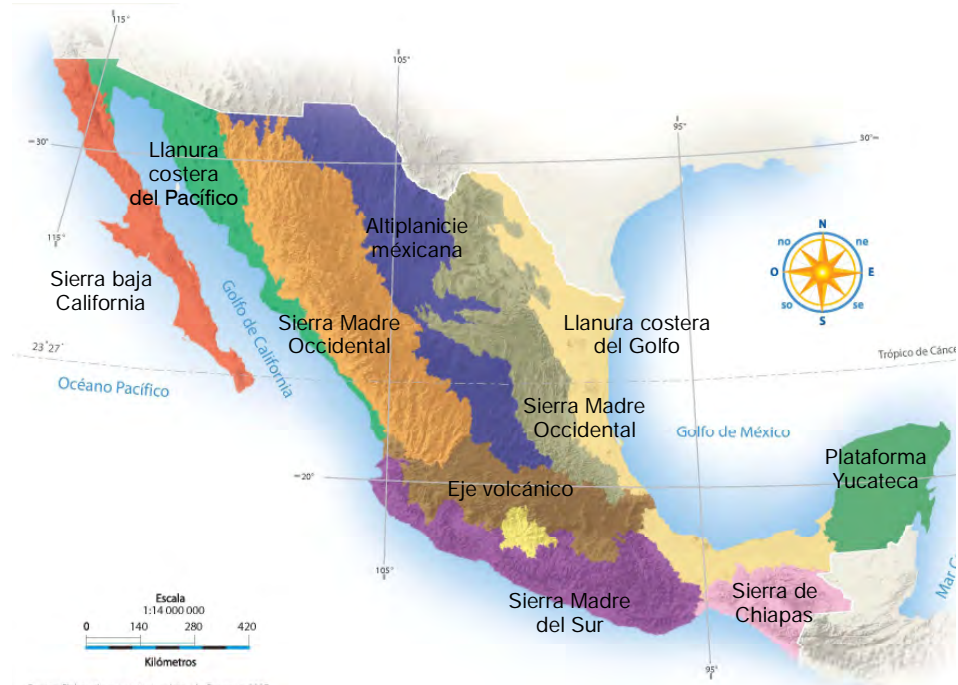 115°
105°
95°
30°
30°
Llanura
costera
del Pacífico
Altiplanicie
mexicana
N
no
ne
O
E
so
se
S
115°
Sierra baja
California
Golfo de California
Sierra Madre
Occidental
Llanura costera
del Golfo
23°27'
Trópico de Cánce
Océano Pacífico
Sierra Madre
Occidental
Golfo de México
Plataforma
Yucateca
20°
Eje volcánico
105°
Mar C
Sierra Madre
del Sur
Sierra de
Chiapas
Escala
1:14 000 000
0 140 280 420
Kilómetros
95°